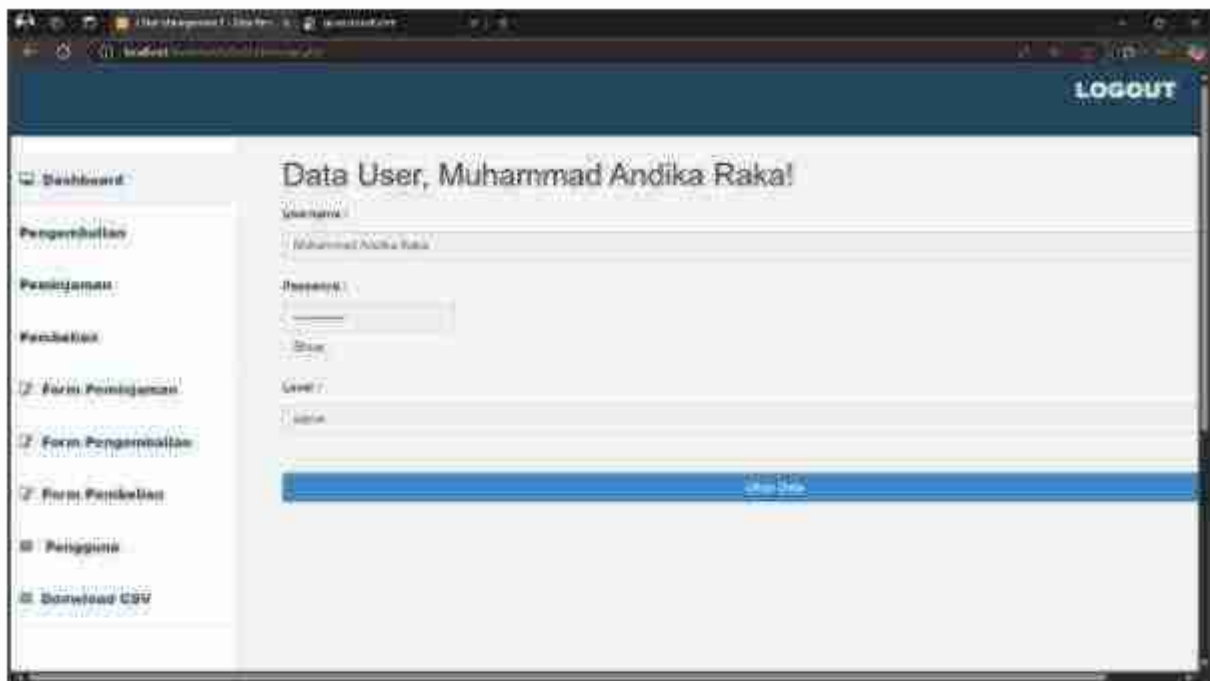 localhost
LOGOUT
Dashboard
Data User, Muhammad Andika Raka!
Username :
Pengembalian
Muhammad Andika Raka
Peminjaman
Password :
Pembelian
Show
Form Peminjaman
Level :
Form Pengembalian
Form Pembelian
Pengguna
Download CSV